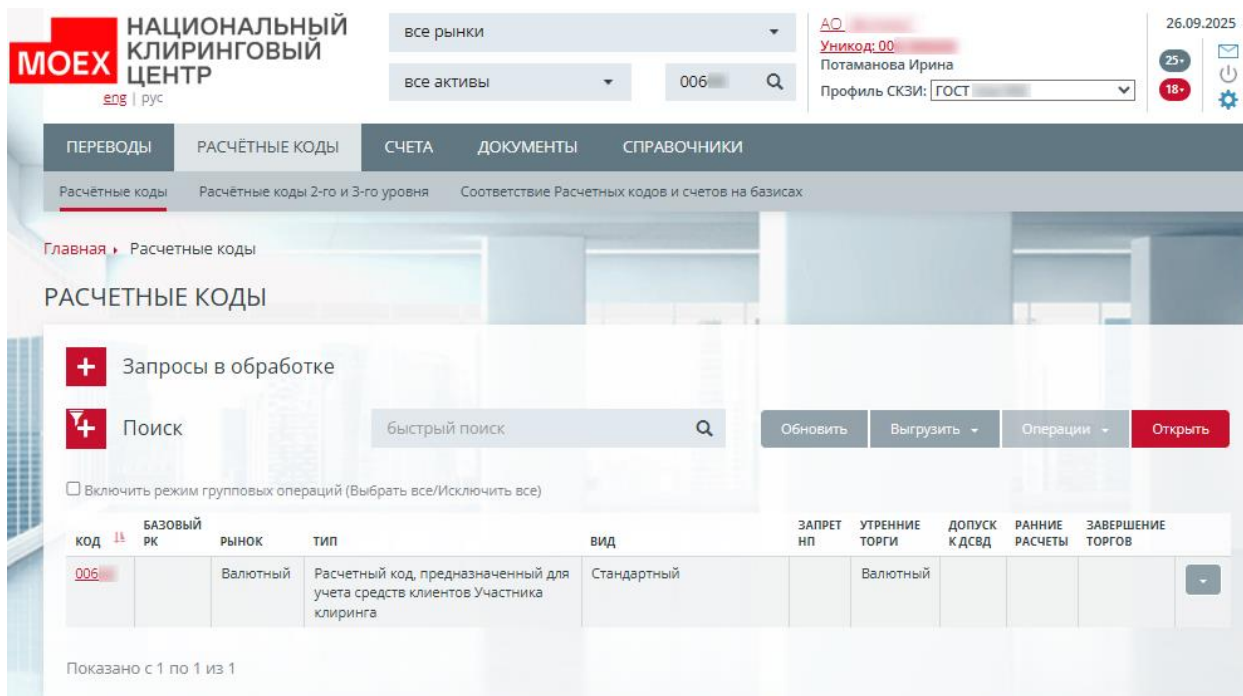 MOEX
НАЦИОНАЛЬНЫЙ
КЛИРИНГОВЫЙ
ЦЕНТР
eng | рус
все рынки
все активы
006
АО
Уникод: 00
Потаманова Ирина
Профиль СКЗИ: ГОСТ
26.09.2025
25
18
ПЕРЕВОДЫ РАСЧЁТНЫЕ КОДЫ СЧЕТА ДОКУМЕНТЫ СПРАВОЧНИКИ
Расчётные коды Расчётные коды 2-го и 3-го уровня Соответствие Расчетных кодов и счетов на базисах
Главная Расчетные коды
РАСЧЕТНЫЕ КОДЫ
Запросы в обработке
Поиск быстрый поиск Обновить Выгрузить Операции Открыть
Включить режим групповых операций (Выбрать все/Исключить все)
КОД БАЗОВЫЙ РК РЫНОК ТИП ВИД ЗАПРЕТ НП УТРЕННИЕ ТОРГИ ДОПУСК К ДСВД РАННИЕ РАСЧЕТЫ ЗАВЕРШЕНИЕ ТОРГОВ
006 Валютный Расчетный код, предназначенный для Стандартный Валютный
учета средств клиентов Участника
клиринга
Показано с 1 по 1 из 1